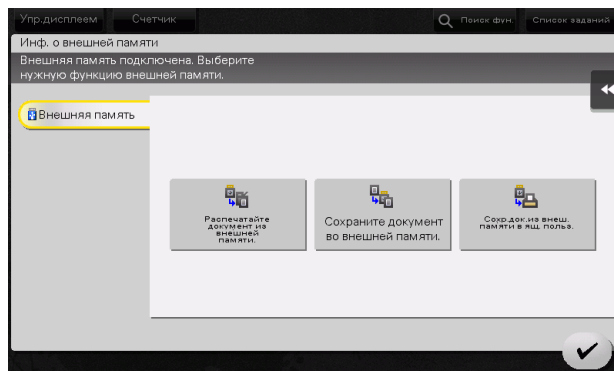 Упр.дисплеем Счетчик Поиск фун. Список заданий
Инф. о внешней памяти
Внешняя память подключена. Выберите
нужную функцию внешней памяти.
Внешняя память
Распечатайте
документ из
внешней
памяти.
Сохраните документ
во внешней памяти.
Сохр.док.из внеш.
памяти в ящ. польз.